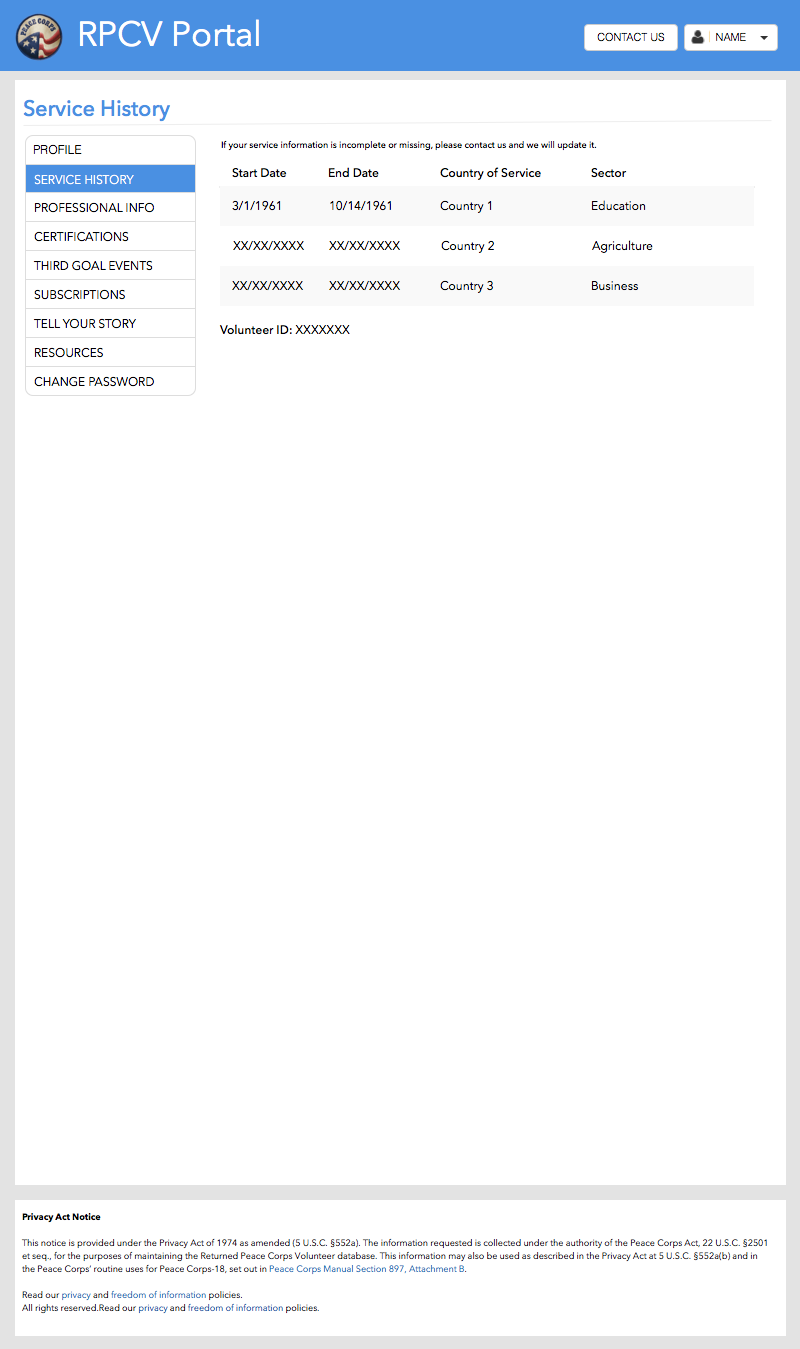 PEACE CORPS
RPCV Portal
CONTACT US
NAME
Service History
PROFILE
SERVICE HISTORY
PROFESSIONAL INFO
CERTIFICATIONS
THIRD GOAL EVENTS
SUBSCRIPTIONS
TELL YOUR STORY
RESOURCES
CHANGE PASSWORD
If your service information is incomplete or missing, please contact us and we will update it.
Start Date End Date Country of Service Sector
3/1/1961 10/14/1961 Country 1 Education
XX/XX/XXXX XX/XX/XXXX Country 2 Agriculture
XX/XX/XXXX XX/XX/XXXX Country 3 Business
Volunteer ID: XXXXXXX
Privacy Act Notice
This notice is provided under the Privacy Act of 1974 as amended (5 U.S.C. §552a). The information requested is collected under the authority of the Peace Corps Act, 22 U.S.C. §2501
et seq., for the purposes of maintaining the Returned Peace Corps Volunteer database. This information may also be used as described in the Privacy Act at 5 U.S.C. §552a(b) and in
the Peace Corps' routine uses for Peace Corps-18, set out in Peace Corps Manual Section 897, Attachment B.
Read our privacy and freedom of information policies.
All rights reserved.Read our privacy and freedom of information policies.